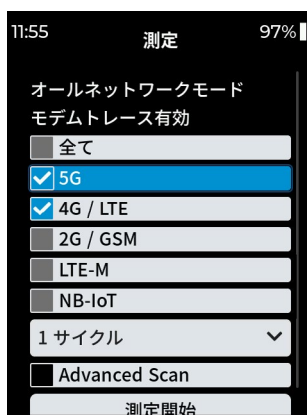 11:55 測定 97%
オールネットワークモード
モデムトレース有効
全て
5G
4G / LTE
2G / GSM
LTE-M
NB-IoT
1 サイクル
Advanced Scan
測定開始